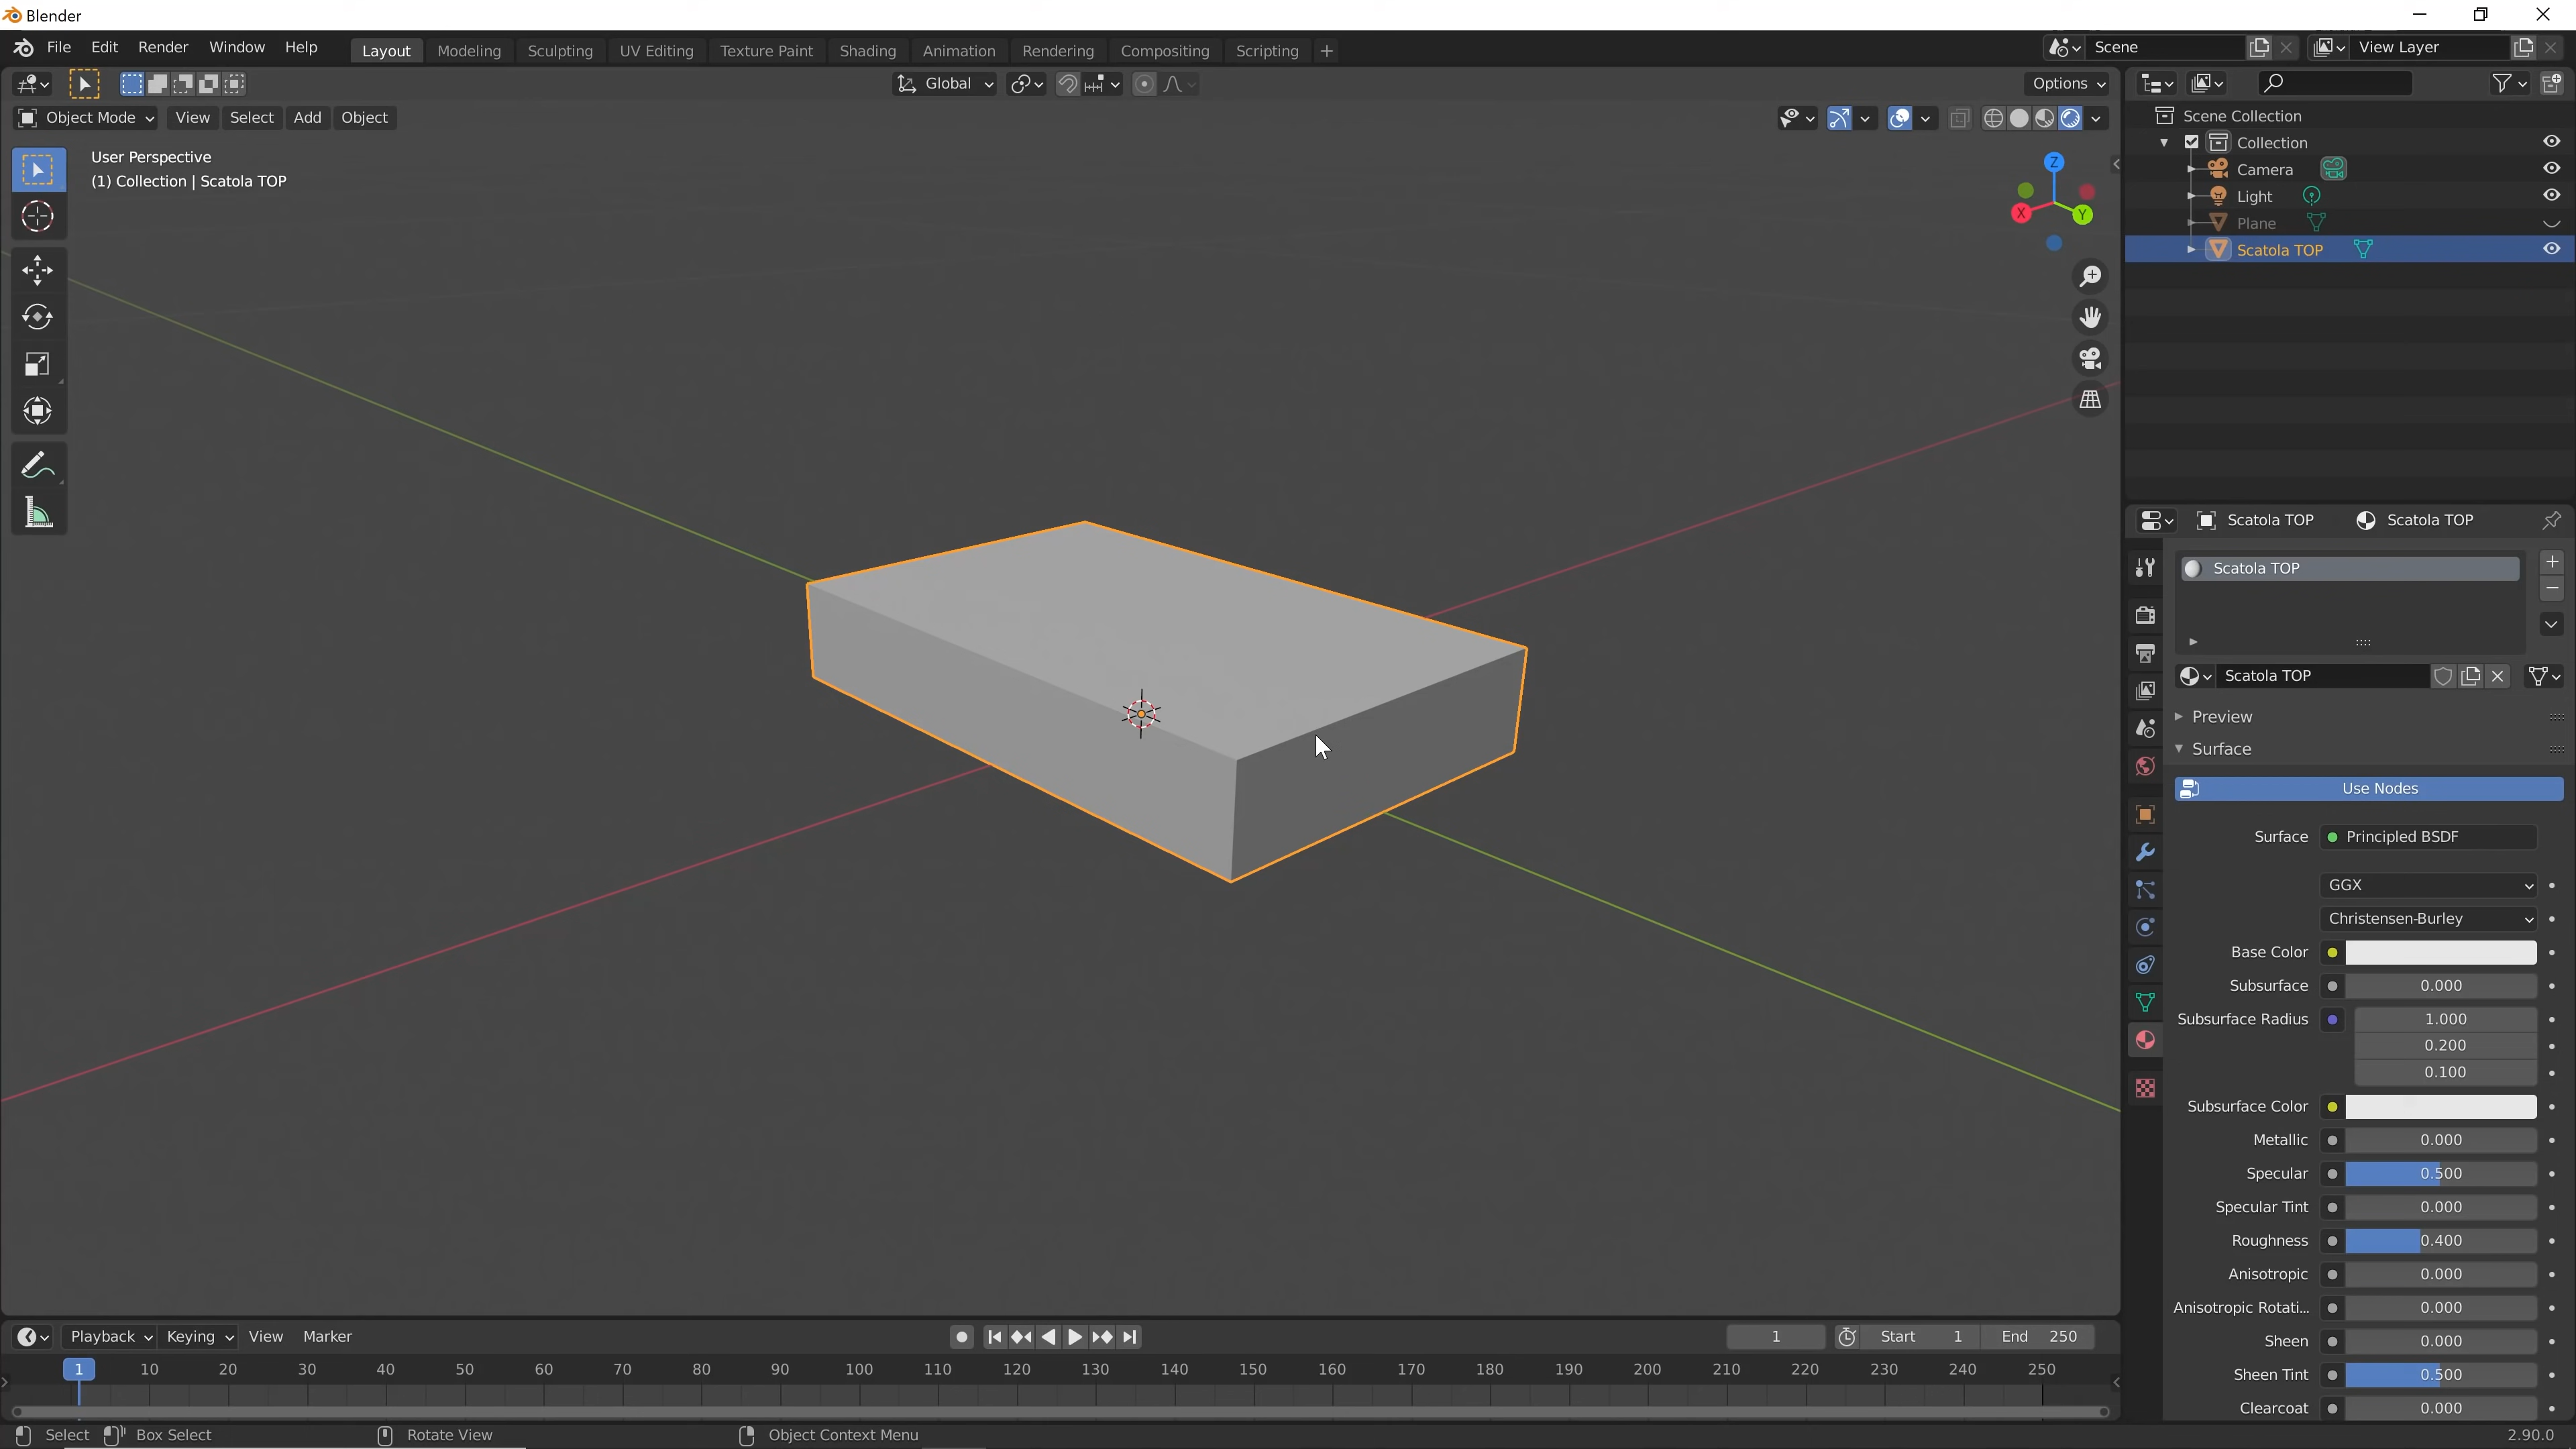 Blender
File Edit Render Window Help Layout Modeling Sculpting UV Editing Texture Paint Shading Animation Rendering Compositing Scripting + Scene View Layer
Global Options
Object Mode View Select Add Object
User Perspective
(1) Collection | Scatola TOP
Z
X Y
Scene Collection
Collection
Camera
Light
Plane
Scatola TOP
Scatola TOP Scatola TOP
Scatola TOP
Scatola TOP
Preview
Surface
Use Nodes
Surface Principled BSDF
GGX
Christensen-Burley
Base Color
Subsurface 0.000
Subsurface Radius 1.000
0.200
0.100
Subsurface Color
Metallic 0.000
Specular 0.500
Specular Tint 0.000
Roughness 0.400
Anisotropic 0.000
Anisotropic Rotati... 0.000
Sheen 0.000
Sheen Tint 0.500
Clearcoat 0.000
Playback Keying View Marker 1 Start 1 End 250
1 10 20 30 40 50 60 70 80 90 100 110 120 130 140 150 160 170 180 190 200 210 220 230 240 250
Select Box Select Rotate View Object Context Menu 2.90.0